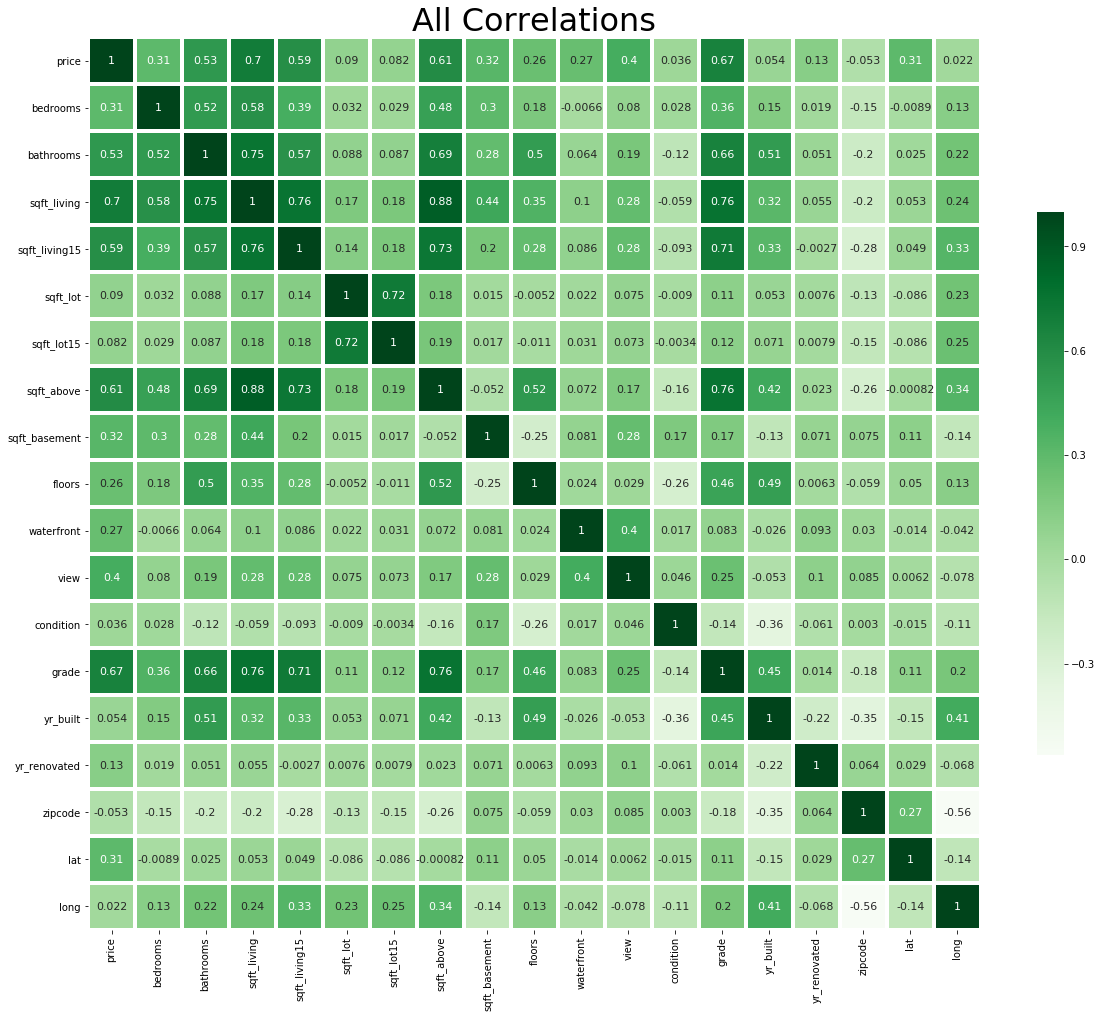 All Correlations
price 1 0.31 0.53 0.7 0.59 0.09 0.082 0.61 0.32 0.26 0.27 0.4 0.036 0.67 0.054 0.13 -0.053 0.31 0.022
bedrooms 0.31 1 0.52 0.58 0.39 0.032 0.029 0.48 0.3 0.18 -0.0066 0.08 0.028 0.36 0.15 0.019 -0.15 -0.0089 0.13
bathrooms 0.53 0.52 1 0.75 0.57 0.088 0.087 0.69 0.28 0.5 0.064 0.19 -0.12 0.66 0.51 0.051 -0.2 0.025 0.22
sqft_living 0.7 0.58 0.75 1 0.76 0.17 0.18 0.88 0.44 0.35 0.1 0.28 -0.059 0.76 0.32 0.055 -0.2 0.053 0.24
sqft_living15 0.59 0.39 0.57 0.76 1 0.14 0.18 0.73 0.2 0.28 0.086 0.28 -0.093 0.71 0.33 -0.0027 -0.28 0.049 0.33
sqft_lot 0.09 0.032 0.088 0.17 0.14 1 0.72 0.18 0.015 -0.0052 0.022 0.075 -0.009 0.11 0.053 0.0076 -0.13 -0.086 0.23
sqft_lot15 0.082 0.029 0.087 0.18 0.18 0.72 1 0.19 0.017 -0.011 0.031 0.073 -0.0034 0.12 0.071 0.0079 -0.15 -0.086 0.25
sqft_above 0.61 0.48 0.69 0.88 0.73 0.18 0.19 1 -0.052 0.52 0.072 0.17 -0.16 0.76 0.42 0.023 -0.26 -0.00082 0.34
sqft_basement 0.32 0.3 0.28 0.44 0.2 0.015 0.017 -0.052 1 -0.25 0.081 0.28 0.17 0.17 -0.13 0.071 0.075 0.11 -0.14
floors 0.26 0.18 0.5 0.35 0.28 -0.0052 -0.011 0.52 -0.25 1 0.024 0.029 -0.26 0.46 0.49 0.0063 -0.059 0.05 0.13
waterfront 0.27 -0.0066 0.064 0.1 0.086 0.022 0.031 0.072 0.081 0.024 1 0.4 0.017 0.083 -0.026 0.093 0.03 -0.014 -0.042
view 0.4 0.08 0.19 0.28 0.28 0.075 0.073 0.17 0.28 0.029 0.4 1 0.046 0.25 -0.053 0.1 0.085 0.0062 -0.078
condition 0.036 0.028 -0.12 -0.059 -0.093 -0.009 -0.0034 -0.16 0.17 -0.26 0.017 0.046 1 -0.14 -0.36 -0.061 0.003 -0.015 -0.11
grade 0.67 0.36 0.66 0.76 0.71 0.11 0.12 0.76 0.17 0.46 0.083 0.25 -0.14 1 0.45 0.014 -0.18 0.11 0.2
yr_built 0.054 0.15 0.51 0.32 0.33 0.053 0.071 0.42 -0.13 0.49 -0.026 -0.053 -0.36 0.45 1 -0.22 -0.35 -0.15 0.41
yr_renovated 0.13 0.019 0.051 0.055 -0.0027 0.0076 0.0079 0.023 0.071 0.0063 0.093 0.1 -0.061 0.014 -0.22 1 0.064 0.029 -0.068
zipcode -0.053 -0.15 -0.2 -0.2 -0.28 -0.13 -0.15 -0.26 0.075 -0.059 0.03 0.085 0.003 -0.18 -0.35 0.064 1 0.27 -0.56
lat 0.31 -0.0089 0.025 0.053 0.049 -0.086 -0.086 -0.00082 0.11 0.05 -0.014 0.0062 -0.015 0.11 -0.15 0.029 0.27 1 -0.14
long 0.022 0.13 0.22 0.24 0.33 0.23 0.25 0.34 -0.14 0.13 -0.042 -0.078 -0.11 0.2 0.41 -0.068 -0.56 -0.14 1
price bedrooms bathrooms sqft_living sqft_living15 sqft_lot sqft_lot15 sqft_above sqft_basement floors waterfront view condition grade yr_built yr_renovated zipcode lat long
0.9
0.6
0.3
0.0
−0.3